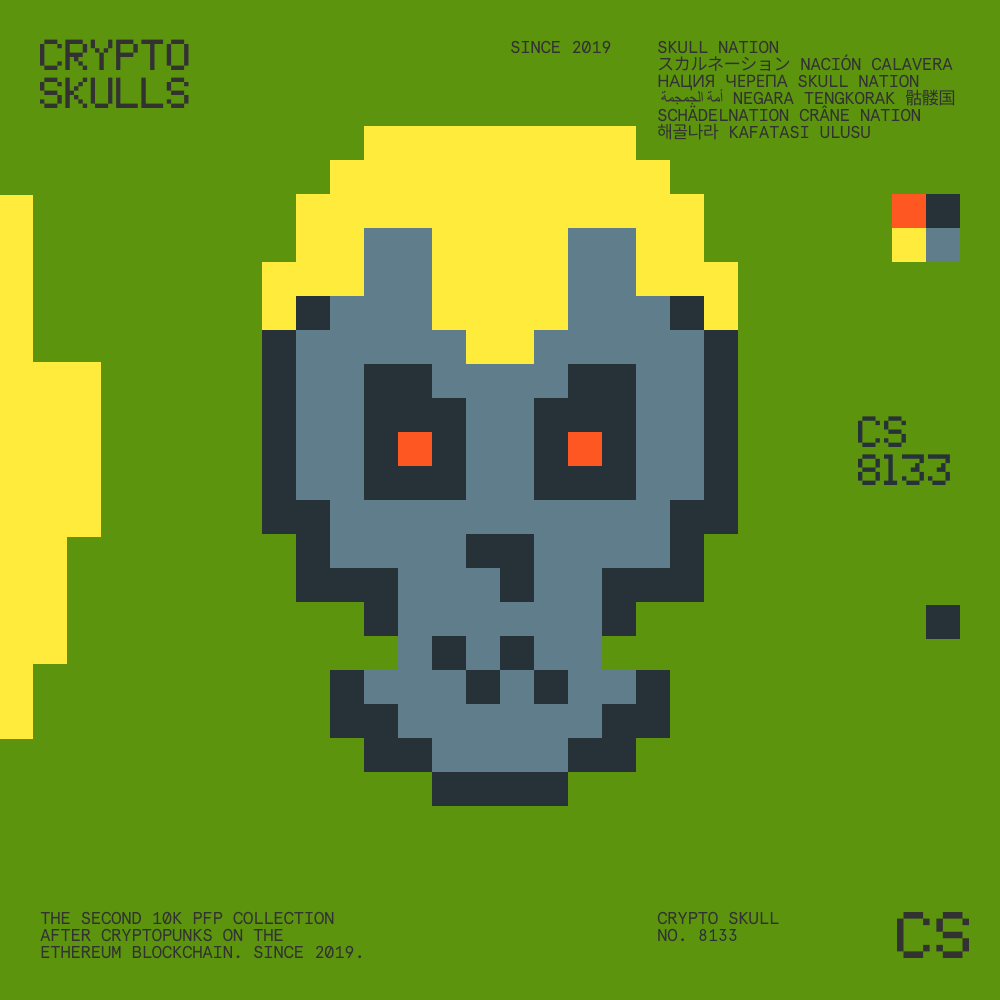 CRYPTO
SKULLS
SINCE 2019
SKULL NATION
スカルネーション NACIÓN CALAVERA
НАЦИЯ ЧЕРЕПА SKULL NATION
أمة الجمجمة NEGARA TENGKORAK 骷髅国
SCHÄDELNATION CRÂNE NATION
해골나라 KAFATASI ULUSU
CS
8133
THE SECOND 10K PFP COLLECTION
AFTER CRYPTOPUNKS ON THE
ETHEREUM BLOCKCHAIN. SINCE 2019.
CRYPTO SKULL
NO. 8133
CS